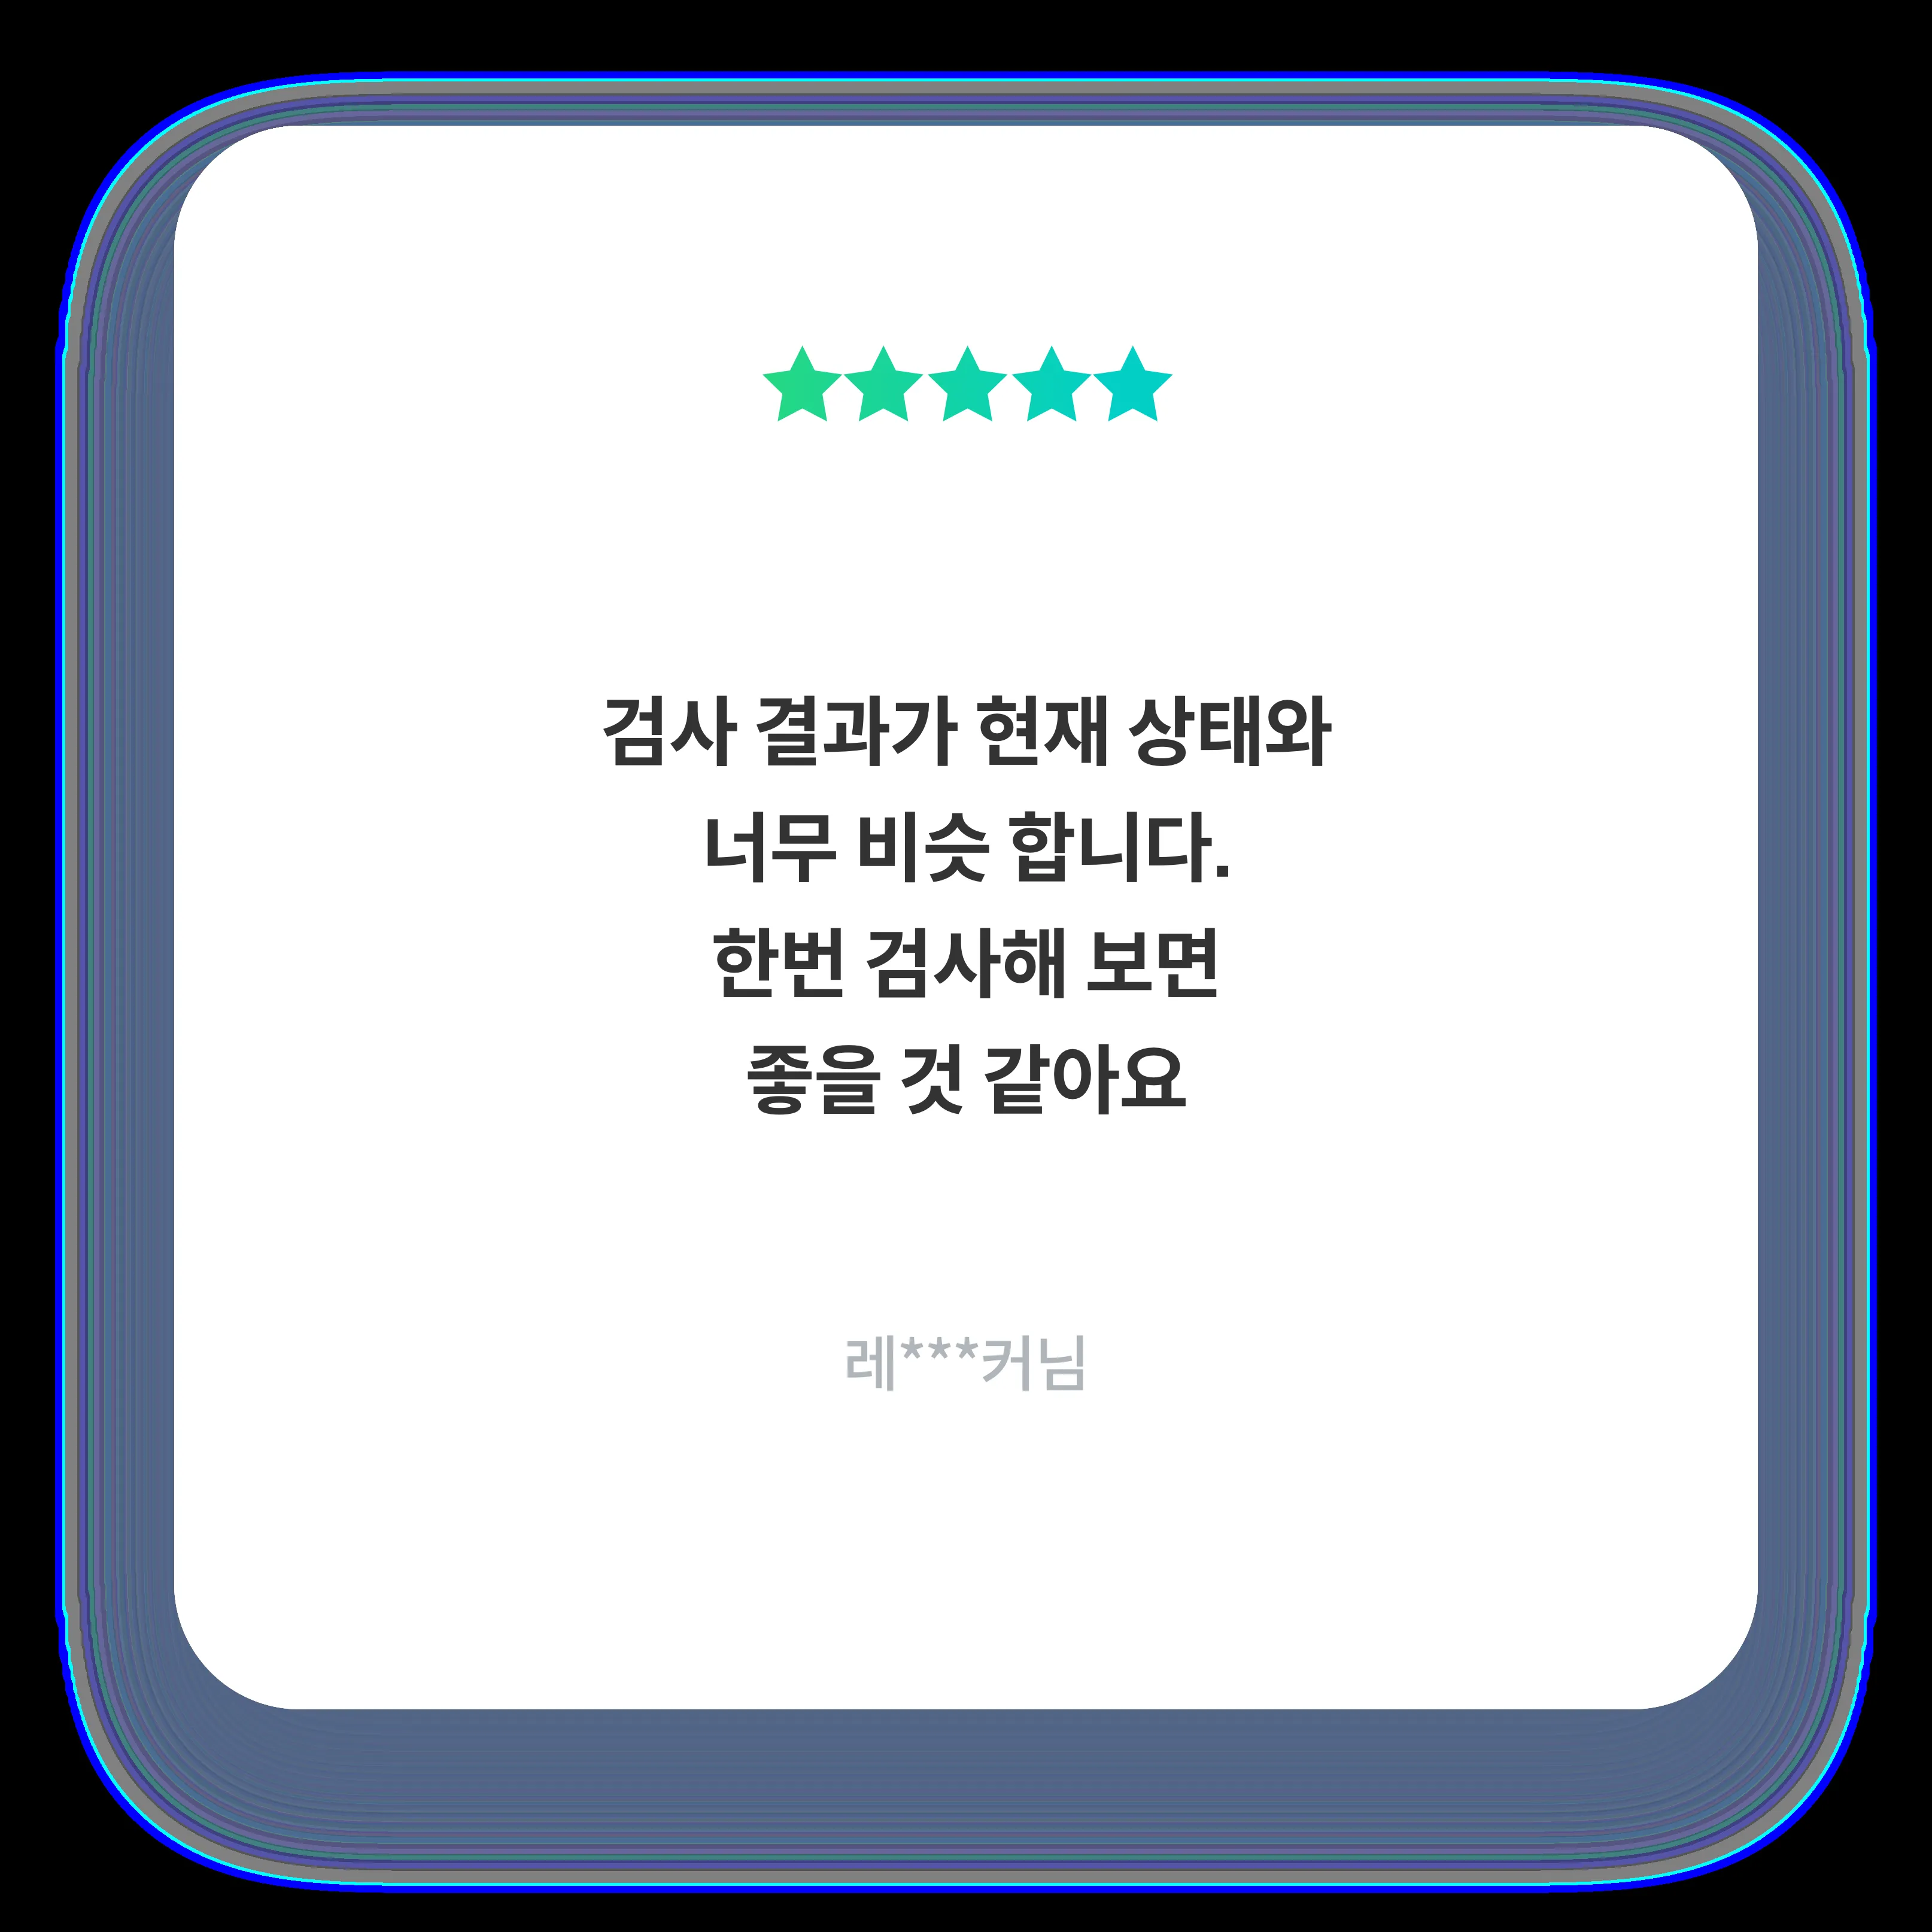 검사 결과가 현재 상태와
너무 비슷 합니다.
한번 검사해 보면
좋을 것 같아요
레***커님